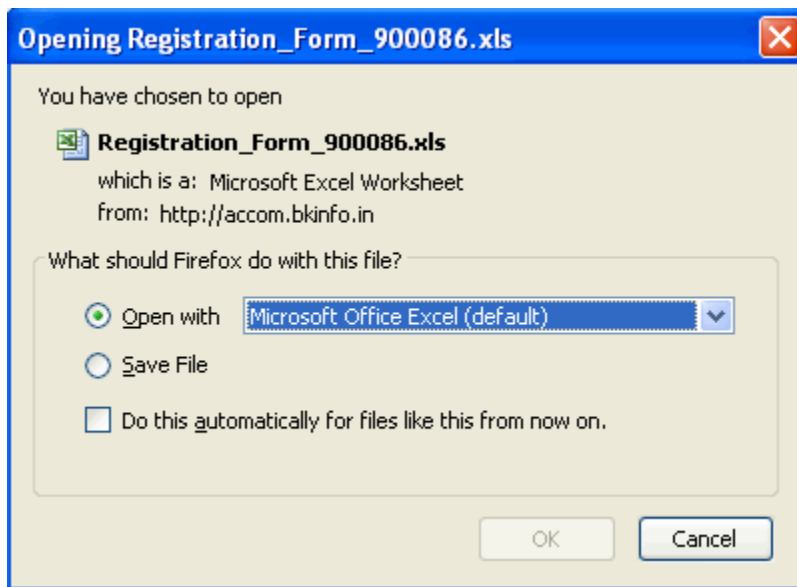 Opening Registration_Form_900086.xls
You have chosen to open
Registration_Form_900086.xls
which is a: Microsoft Excel Worksheet
from: http://accom.bkinfo.in
What should Firefox do with this file?
Open with Microsoft Office Excel (default)
Save File
Do this automatically for files like this from now on.
OK Cancel